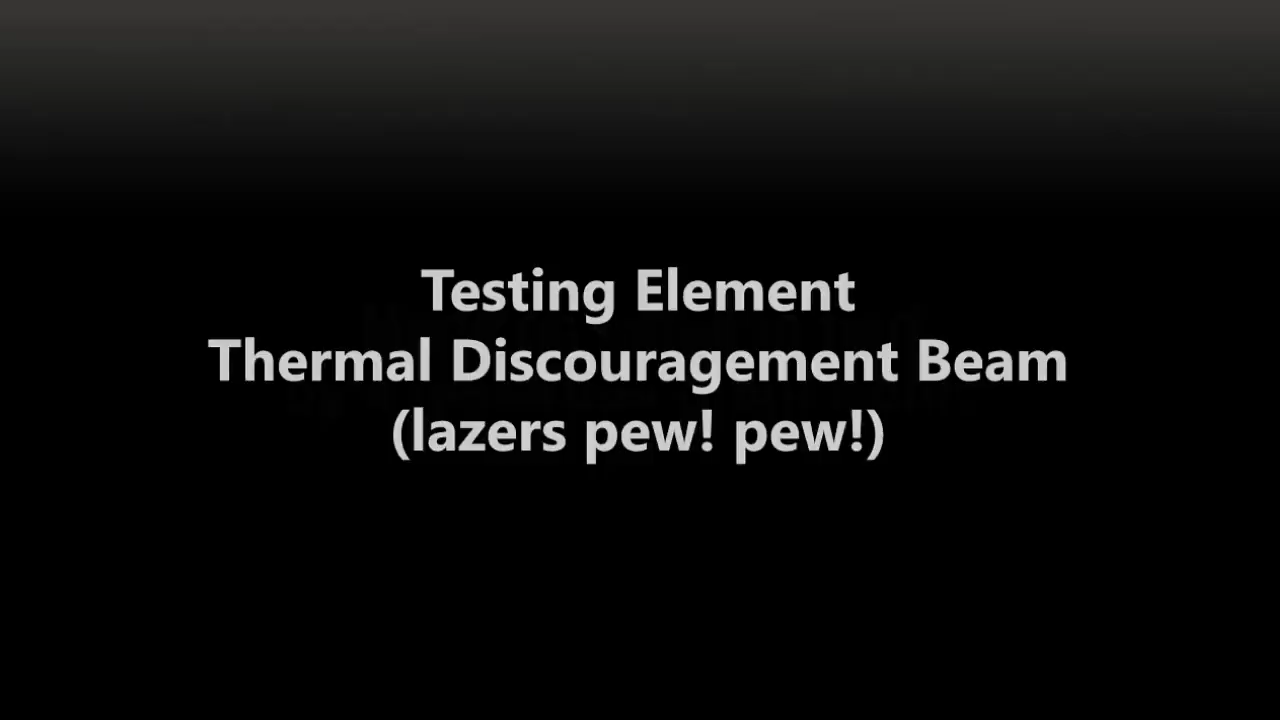 Testing Element
Thermal Discouragement Beam
(lazers pew! pew!)